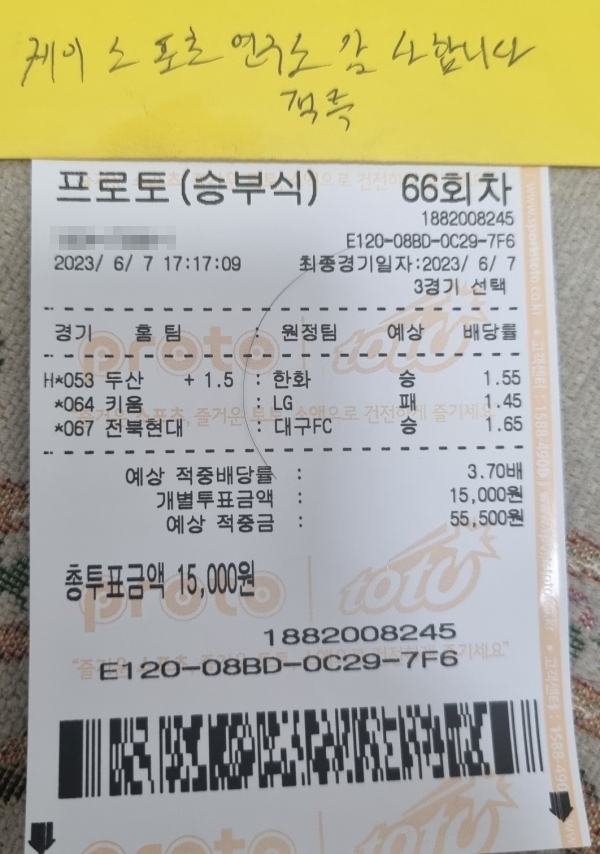 케이 스포츠 연구소 감사합니다
적중
프로토(승부식) 66회차
1882008245
E120-08BD-0C29-7F6
2023/ 6/ 7 17:17:09 최종경기일자:2023/ 6/ 7
3경기 선택
경기 홈 팀 : 원정팀 예상 배당률
H*053 두산 + 1.5 : 한화 승 1.55
*064 키움 : LG 패 1.45
*067 전북현대 : 대구FC 승 1.65
예상 적중배당률 : 3.70배
개별투표금액 : 15,000원
예상 적중금 : 55,500원
총투표금액 15,000원
proto totu
1882008245
E120-08BD-0C29-7F6